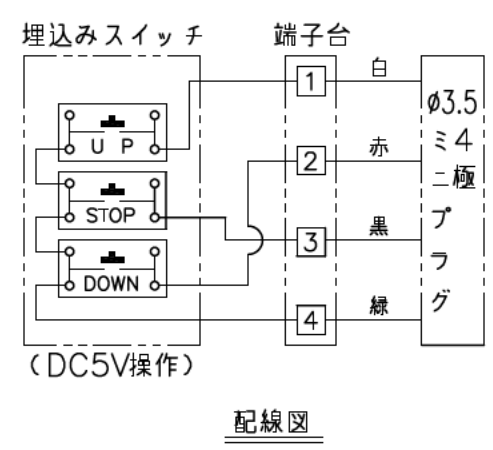 埋込みスイッチ
端子台
1
白
UP
2
赤
STOP
3
黒
DOWN
4
緑
φ3.5
ミ4
ニ極
プ
ラ
グ
(DC5V操作)
配線図